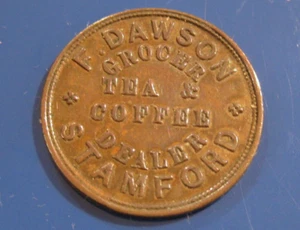 F. DAWSON
GROCER
TEA &
COFFEE
DEALER
STAMFORD